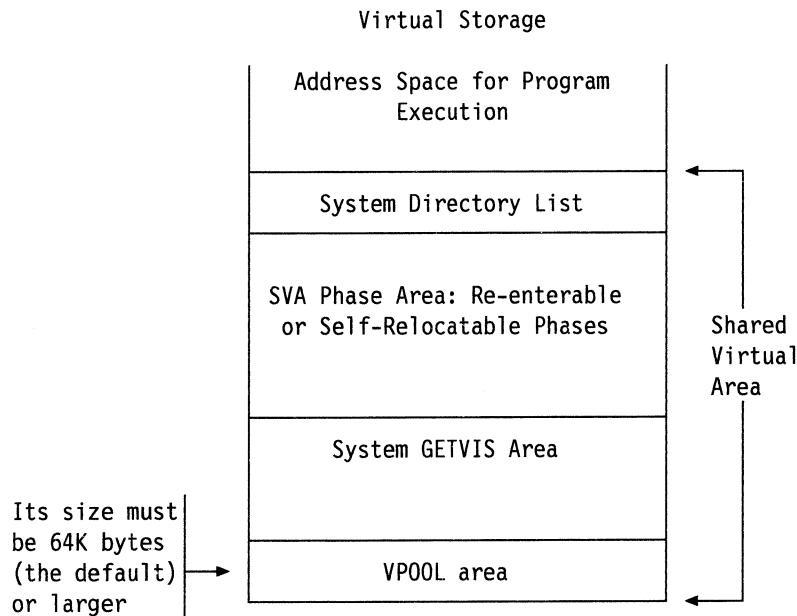 Virtual Storage
Address Space for Program
Execution
System Directory List
SVA Phase Area: Re-enterable
or Self-Relocatable Phases
Shared
Virtual
Area
System GETVIS Area
Its size must
be 64K bytes
(the default)
or larger
VPOOL area